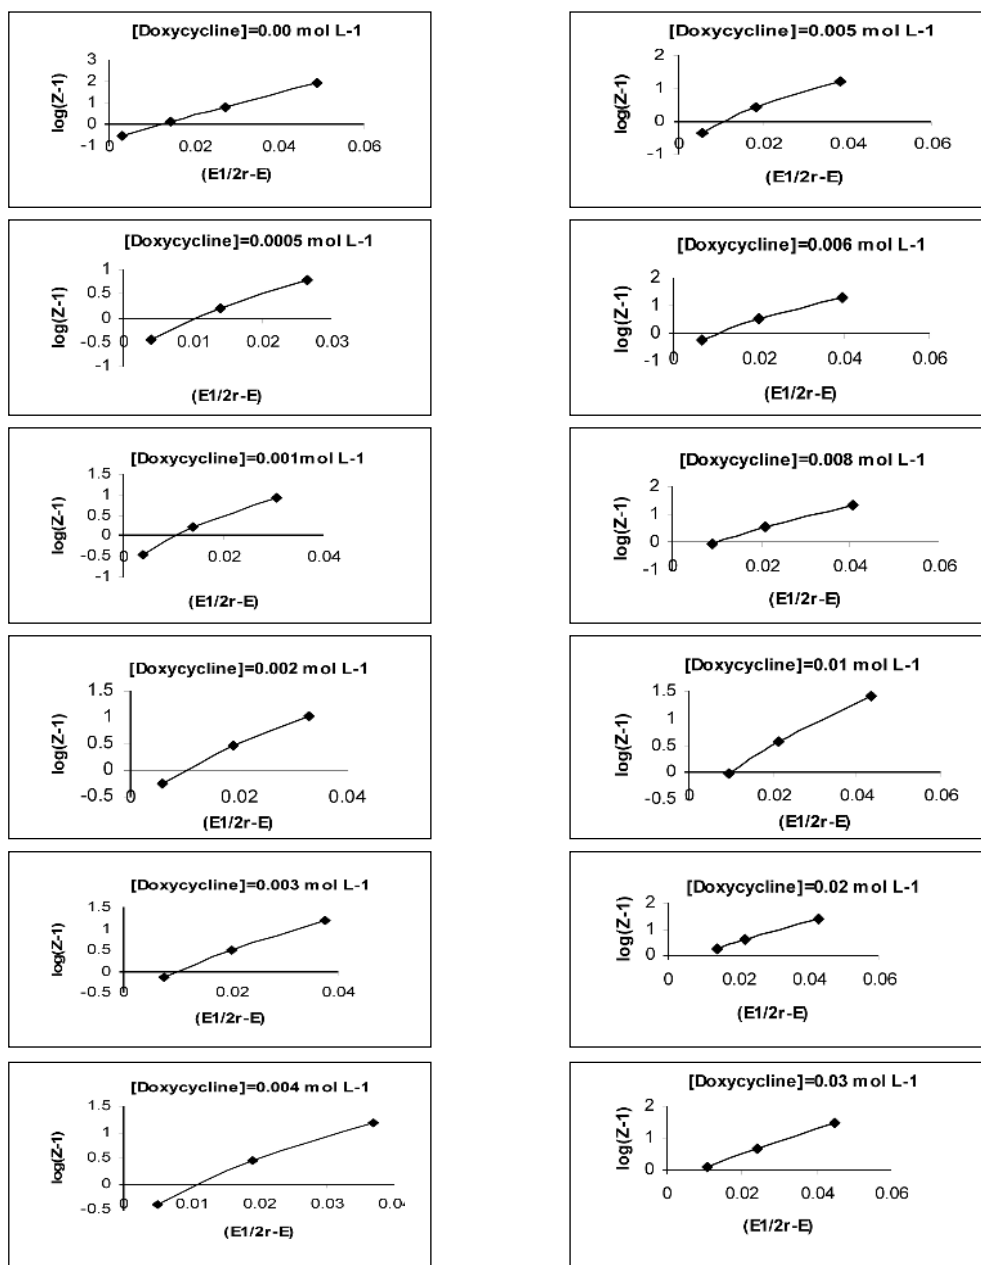 [Doxycycline]=0.00 mol L-1
3
2
1
0
-1
0
0.02
0.04
0.06
log(Z-1)
(E1/2r-E)
[Doxycycline]=0.005 mol L-1
2
1
0
-1
0
0.02
0.04
0.06
log(Z-1)
(E1/2r-E)
[Doxycycline]=0.0005 mol L-1
1
0.5
0
-0.5
-1
0
0.01
0.02
0.03
log(Z-1)
(E1/2r-E)
[Doxycycline]=0.006 mol L-1
2
1
0
-1
0
0.02
0.04
0.06
log(Z-1)
(E1/2r-E)
[Doxycycline]=0.001mol L-1
1.5
1
0.5
0
-0.5
-1
0
0.02
0.04
log(Z-1)
(E1/2r-E)
[Doxycycline]=0.008 mol L-1
2
1
0
-1
0
0.02
0.04
0.06
log(Z-1)
(E1/2r-E)
[Doxycycline]=0.002 mol L-1
1.5
1
0.5
0
-0.5
0
0.02
0.04
log(Z-1)
(E1/2r-E)
[Doxycycline]=0.01 mol L-1
1.5
1
0.5
0
-0.5
0
0.02
0.04
0.06
log(Z-1)
(E1/2r-E)
[Doxycycline]=0.003 mol L-1
1.5
1
0.5
0
-0.5
0
0.02
0.04
log(Z-1)
(E1/2r-E)
[Doxycycline]=0.02 mol L-1
2
1
0
0
0.02
0.04
0.06
log(Z-1)
(E1/2r-E)
[Doxycycline]=0.004 mol L-1
1.5
1
0.5
0
-0.5
0
0.01
0.02
0.03
log(Z-1)
(E1/2r-E)
[Doxycycline]=0.03 mol L-1
2
1
0
0
0.02
0.04
0.06
log(Z-1)
(E1/2r-E)